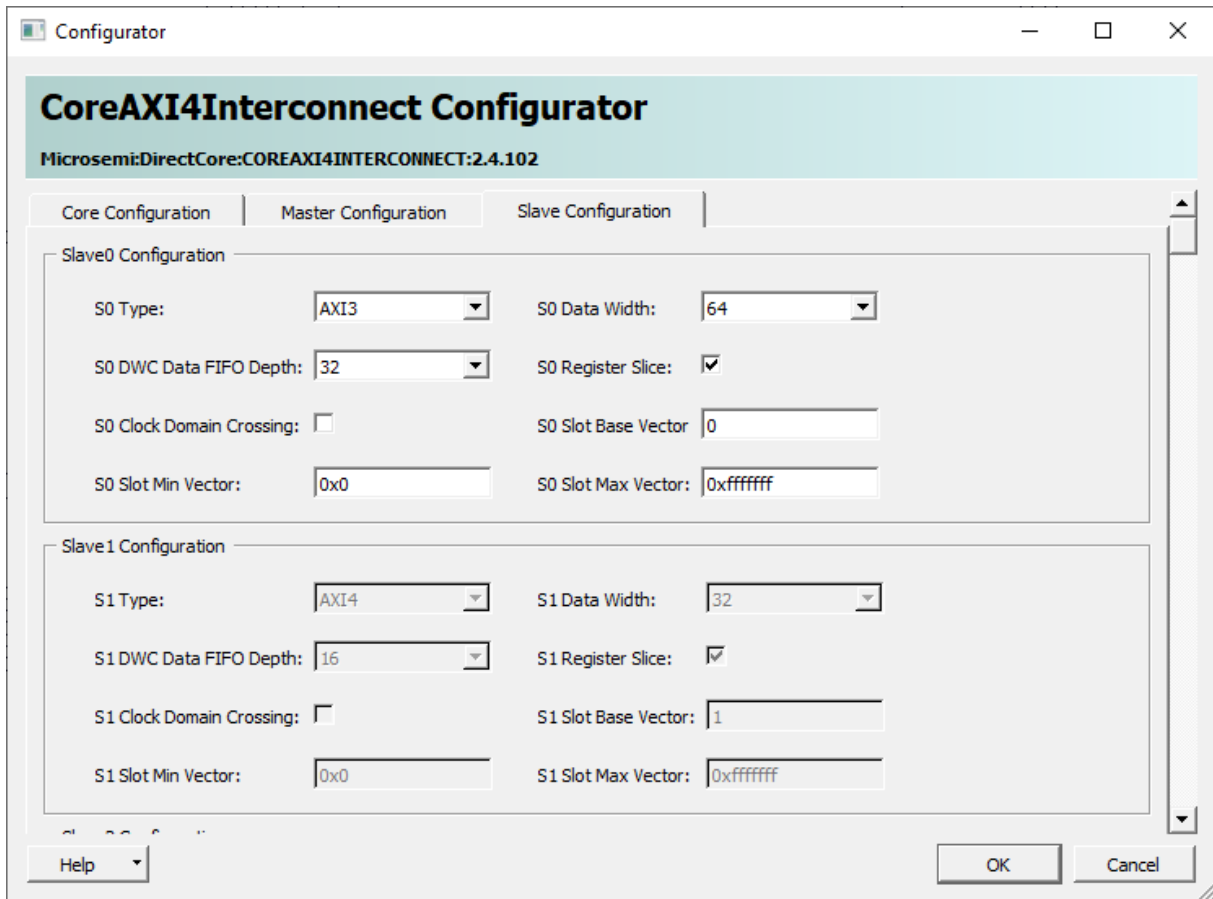 Configurator
CoreAXI4Interconnect Configurator
Microsemi:DirectCore:COREAXI4INTERCONNECT:2.4.102
Core Configuration Master Configuration Slave Configuration
Slave0 Configuration
S0 Type: AXI3 S0 Data Width: 64
S0 DWC Data FIFO Depth: 32 S0 Register Slice:
S0 Clock Domain Crossing: S0 Slot Base Vector 0
S0 Slot Min Vector: 0x0 S0 Slot Max Vector: 0xfffffff
Slave1 Configuration
S1 Type: AXI4 S1 Data Width: 32
S1 DWC Data FIFO Depth: 16 S1 Register Slice:
S1 Clock Domain Crossing: S1 Slot Base Vector: 1
S1 Slot Min Vector: 0x0 S1 Slot Max Vector: 0xfffffff
Help OK Cancel